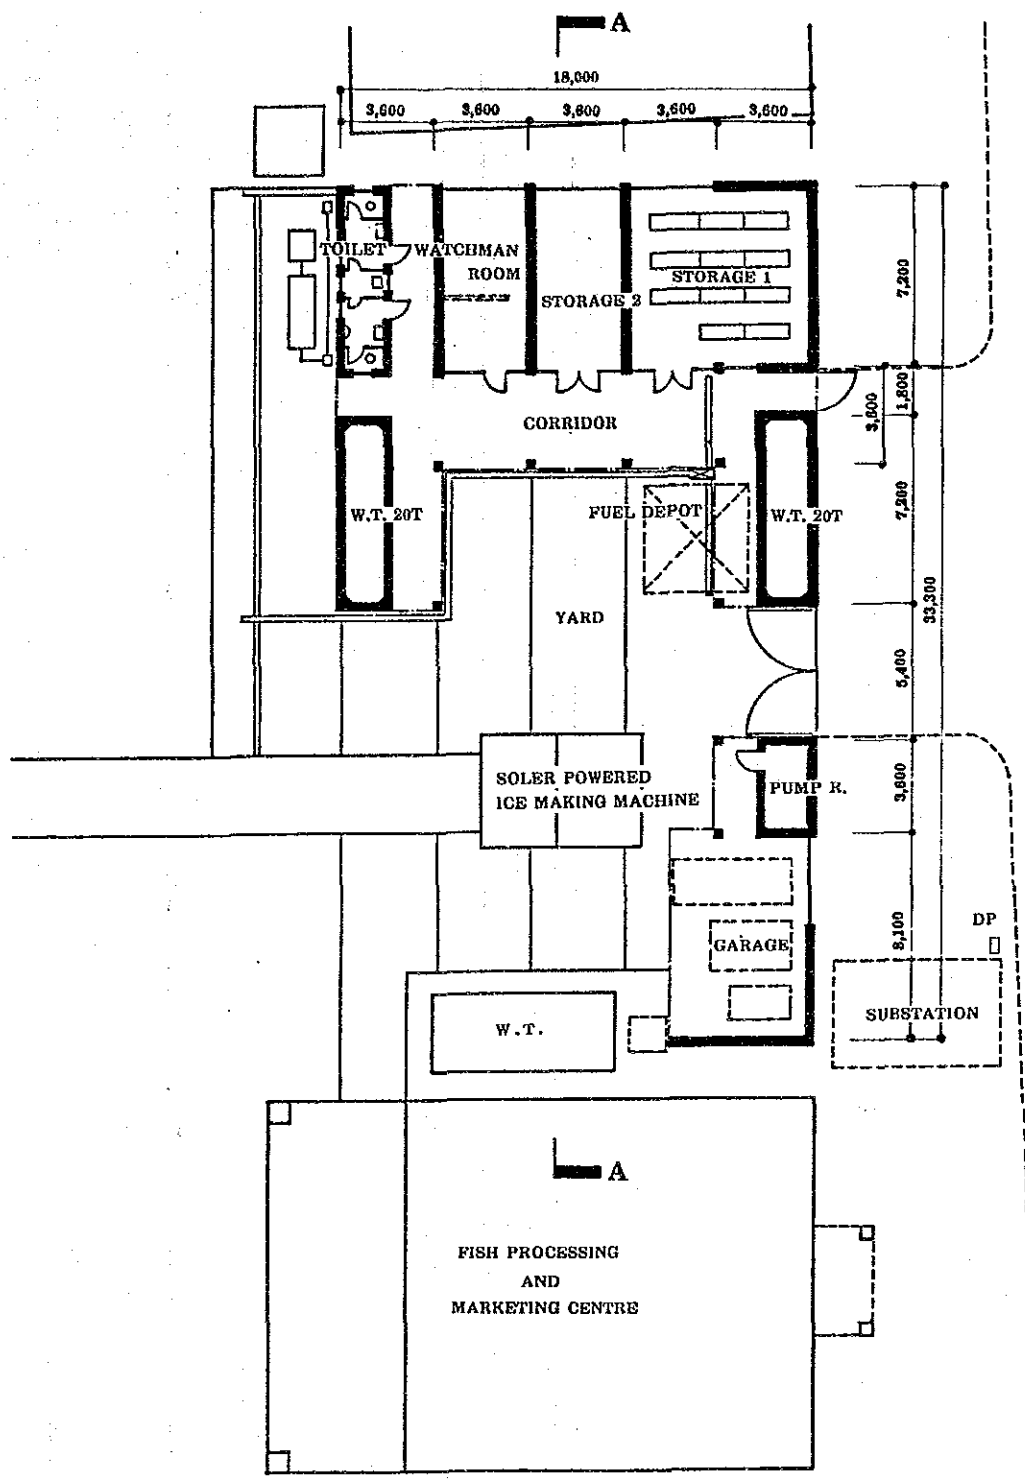 A
18,000
3,600
3,600
3,600
3,600
3,600
TOILET
WATCHMAN
ROOM
STORAGE 2
STORAGE 1
7,200
1,800
3,600
CORRIDOR
W.T. 20T
FUEL DEPOT
W.T. 20T
7,200
33,300
YARD
5,400
SOLER POWERED
ICE MAKING MACHINE
PUMP R.
3,600
GARAGE
8,100
DP
SUBSTATION
W.T.
A
FISH PROCESSING
AND
MARKETING CENTRE